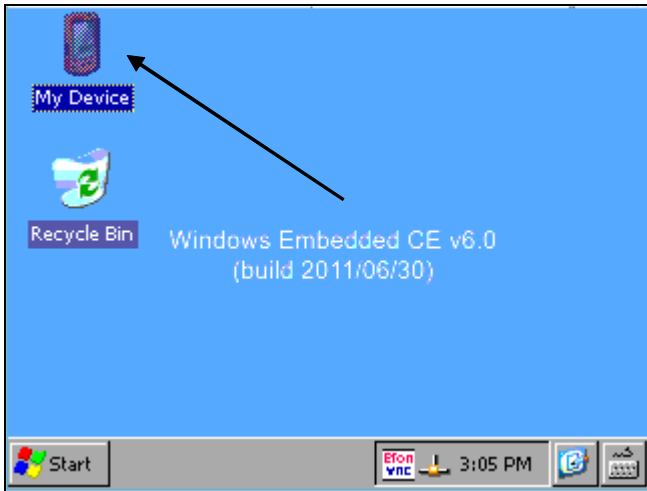 My Device
Recycle Bin
Windows Embedded CE v6.0
(build 2011/06/30)
Start
Efon
VNC
3:05 PM